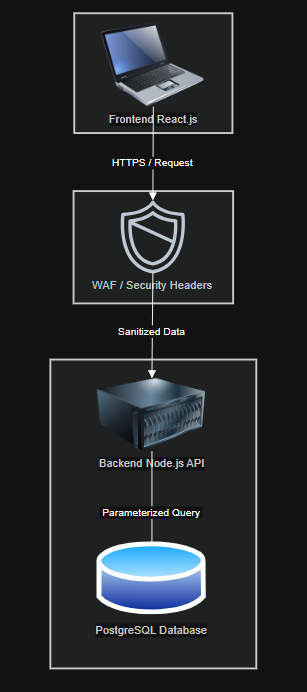 Frontend React.js
HTTPS / Request
WAF / Security Headers
Sanitized Data
Backend Node.js API
Parameterized Query
PostgreSQL Database